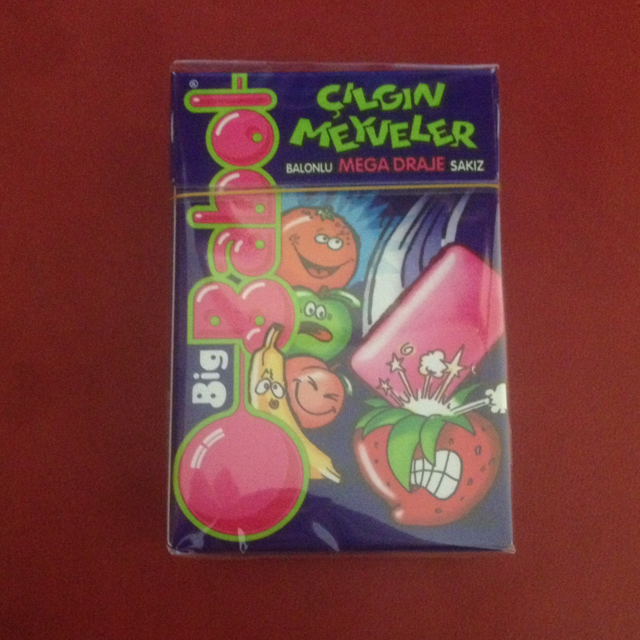 ÇILGIN
MEYVELER
BALONLU MEGA DRAJE SAKIZ
Big Babol
®